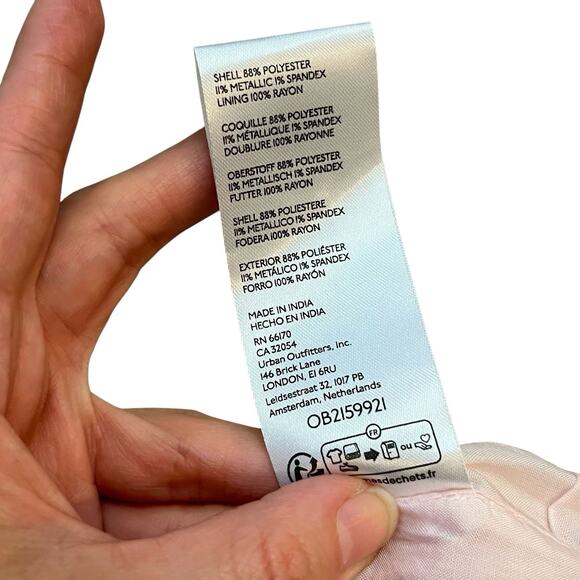 SHELL 88% POLYESTER
11% METALLIC 1% SPANDEX
LINING 100% RAYON
COQUILLE 88% POLYESTER
11% MÉTALLIQUE 1% SPANDEX
DOUBLURE 100% RAYONNE
OBERSTOFF 88% POLYESTER
11% METALLISCH 1% SPANDEX
FUTTER 100% RAYON
SHELL 88% POLIESTERE
11% METALLICO 1% SPANDEX
FODERA 100% RAYON
EXTERIOR 88% POLIÉSTER
11% METÁLICO 1% SPANDEX
FORRO 100% RAYÓN
MADE IN INDIA
HECHO EN INDIA
RN 66170
CA 32054
Urban Outfitters, Inc.
146 Brick Lane
LONDON, E1 6RU
Leidsestraat 32, 1017 PB
Amsterdam, Netherlands
OB2159921
FR
ou